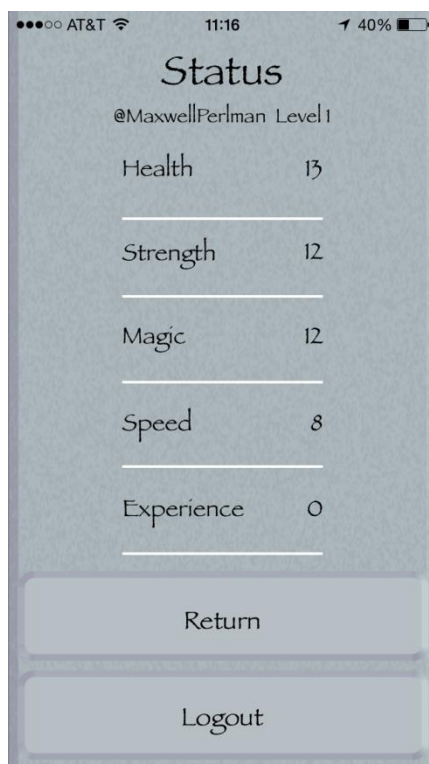 AT&T 11:16 40%
Status
@MaxwellPerlman Level 1
Health 13
Strength 12
Magic 12
Speed 8
Experience 0
Return
Logout